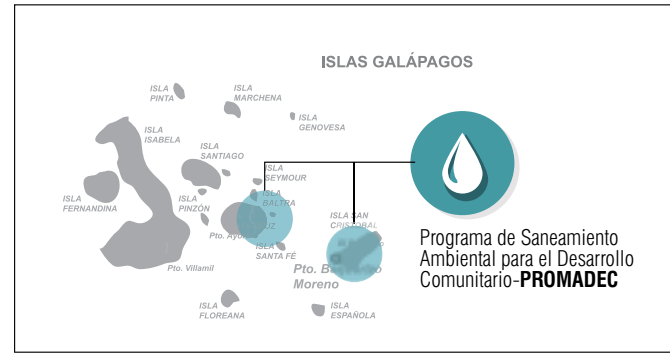 ISLAS GALÁPAGOS
ISLA
PINTA
ISLA
MARCHENA
ISLA
GENOVESA
ISLA
ISABELA
ISLA
SANTIAGO
ISLA
SEYMOUR
ISLA
FERNANDINA
ISLA
PINZÓN
BALTRA
ISLA SAN
CRISTOBAL
UZ
ISLA
SANTA FÉ
Pto. Villamil
Pto.
Moreno
ISLA
FLOREANA
ISLA
ESPAÑOLA
Programa de Saneamiento
Ambiental para el Desarrollo
Comunitario-PROMADEC